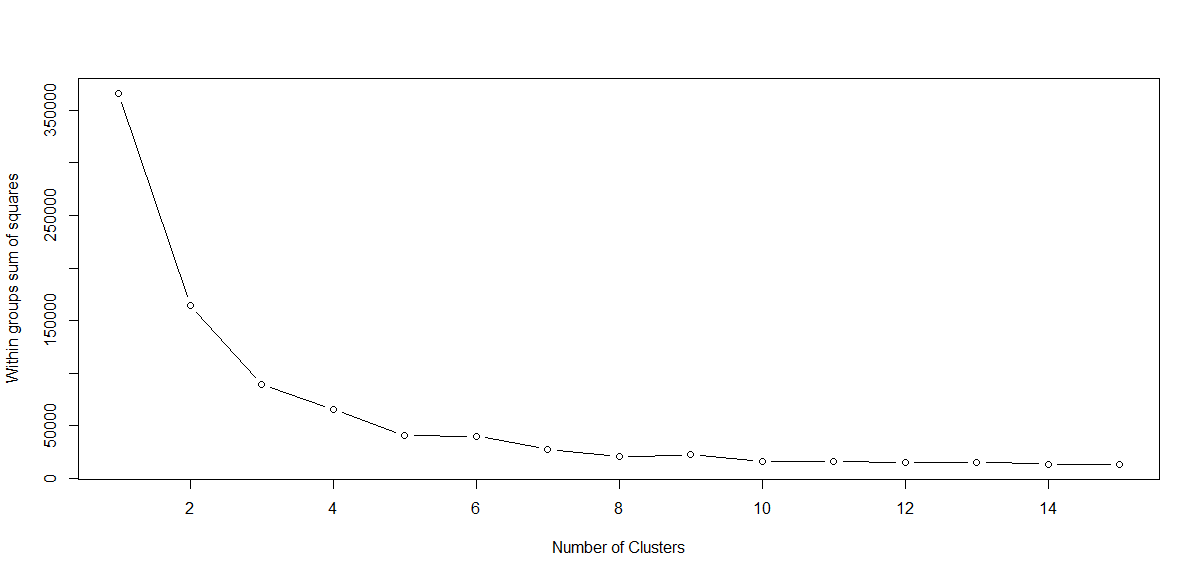 Within groups sum of squares
350000
250000
150000
50000
0
2 4 6 8 10 12 14
Number of Clusters